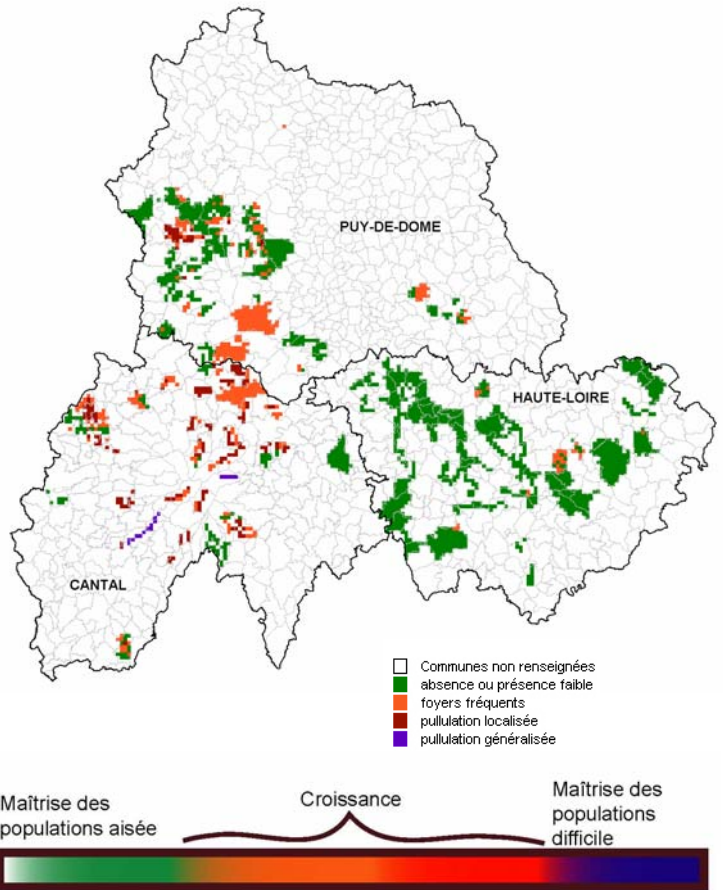 PUY-DE-DOME
HAUTE-LOIRE
CANTAL
Communes non renseignées
absence ou présence faible
foyers fréquents
pullulation localisée
pullulation généralisée
Maîtrise des
populations aisée
Croissance
Maîtrise des
populations
difficile